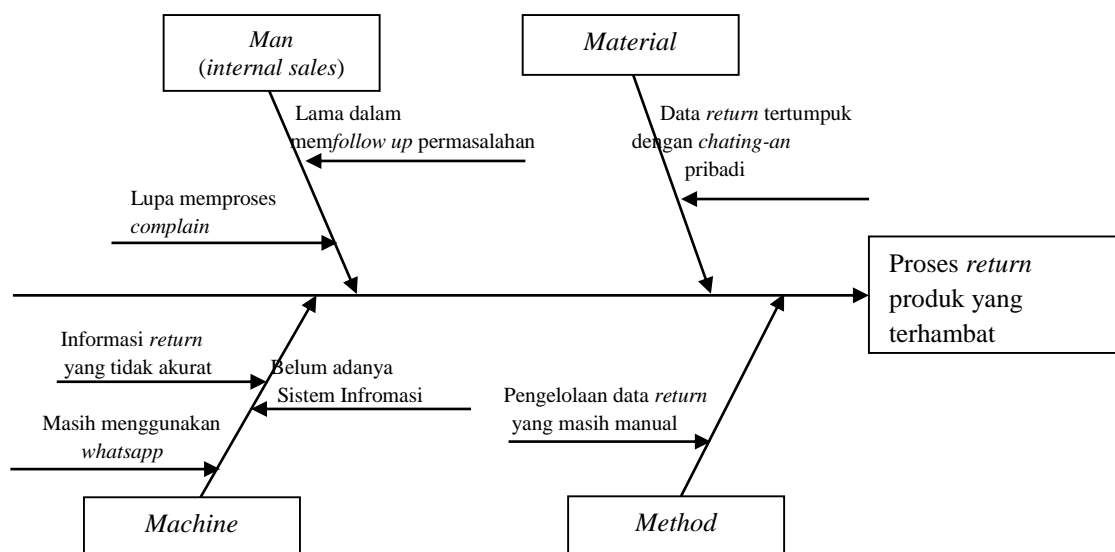 Man
(internal sales)
Material
Lama dalam
memfollow up permasalahan
Data return tertumpuk
dengan chating-an
pribadi
Lupa memproses
complain
Proses return
produk yang
terhambat
Informasi return
yang tidak akurat
Belum adanya
Sistem Infromasi
Masih menggunakan
whatsapp
Pengelolaan data return
yang masih manual
Machine
Method